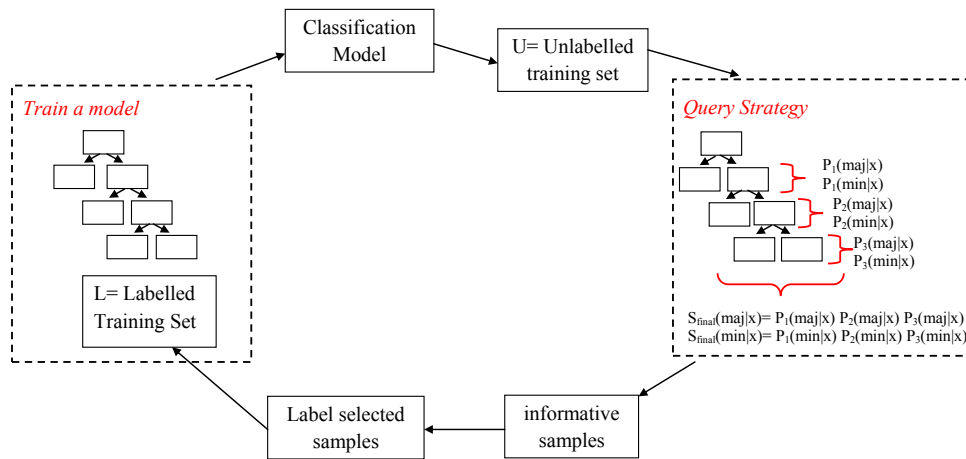 Classification
Model
U= Unlabelled
training set
Train a model
L= Labelled
Training Set
Query Strategy
P₁(maj|x)
P₁(min|x)
P₂(maj|x)
P₂(min|x)
P₃(maj|x)
P₃(min|x)
S_final(maj|x)= P₁(maj|x) P₂(maj|x) P₃(maj|x)
S_final(min|x)= P₁(min|x) P₂(min|x) P₃(min|x)
informative
samples
Label selected
samples